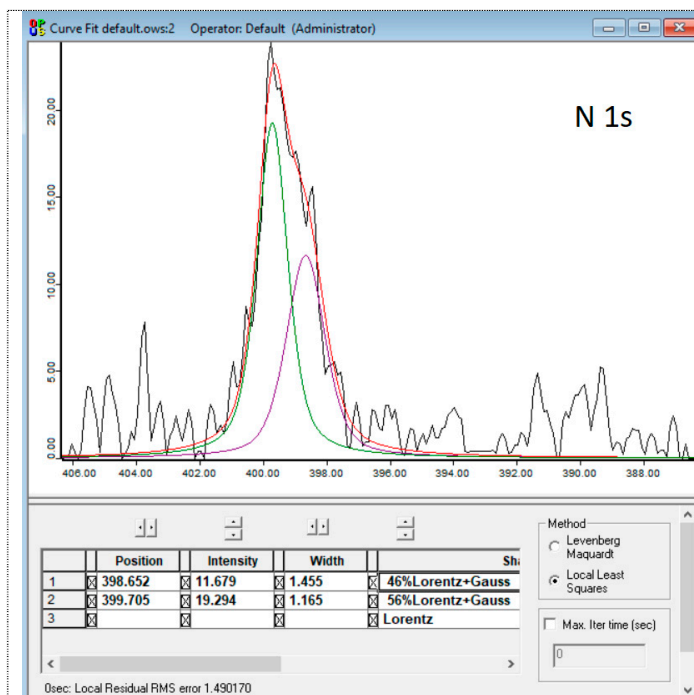 Curve Fit default.ows:2 Operator: Default (Administrator)
N 1s
20.00
15.00
10.00
5.00
0.00
406.00 404.00 402.00 400.00 398.00 396.00 394.00 392.00 390.00 388.00
Position Intensity Width Sha
1 398.652 11.679 1.455 46%Lorentz+Gauss
2 399.705 19.294 1.165 56%Lorentz+Gauss
3 Lorentz
Method
Levenberg
Maquardt
Local Least
Squares
Max. Iter time (sec)
0
0sec: Local Residual RMS error 1.490170